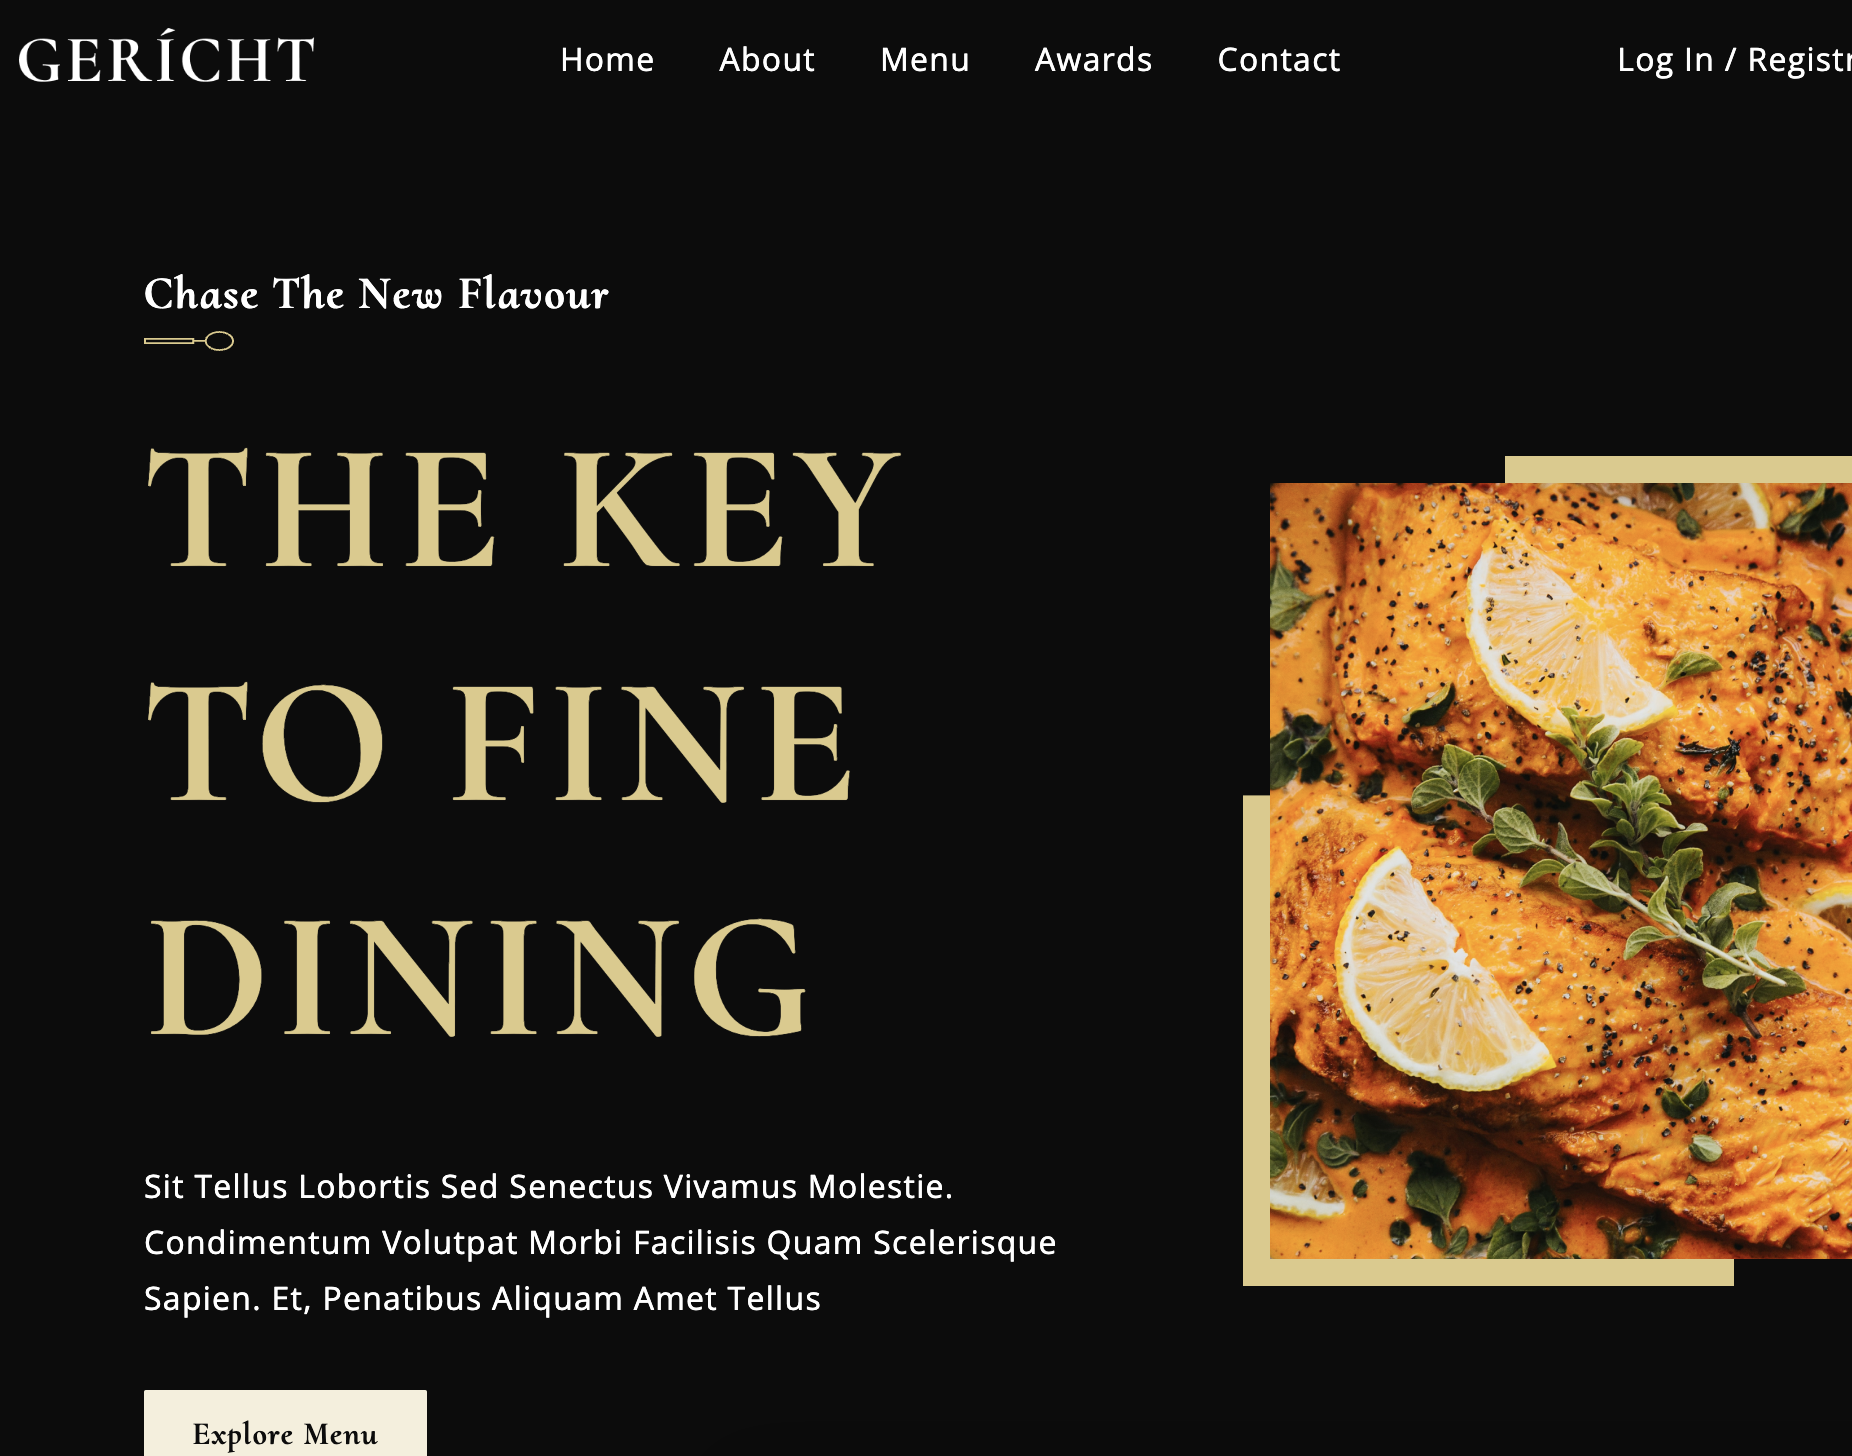 GERÍCHT
Home About Menu Awards Contact Log In /
Chase The New Flavour
THE KEY
TO FINE
DINING
Sit Tellus Lobortis Sed Senectus Vivamus Molestie.
Condimentum Volutpat Morbi Facilisis Quam Scelerisque
Sapien. Et, Penatibus Aliquam Amet Tellus
Explore Menu